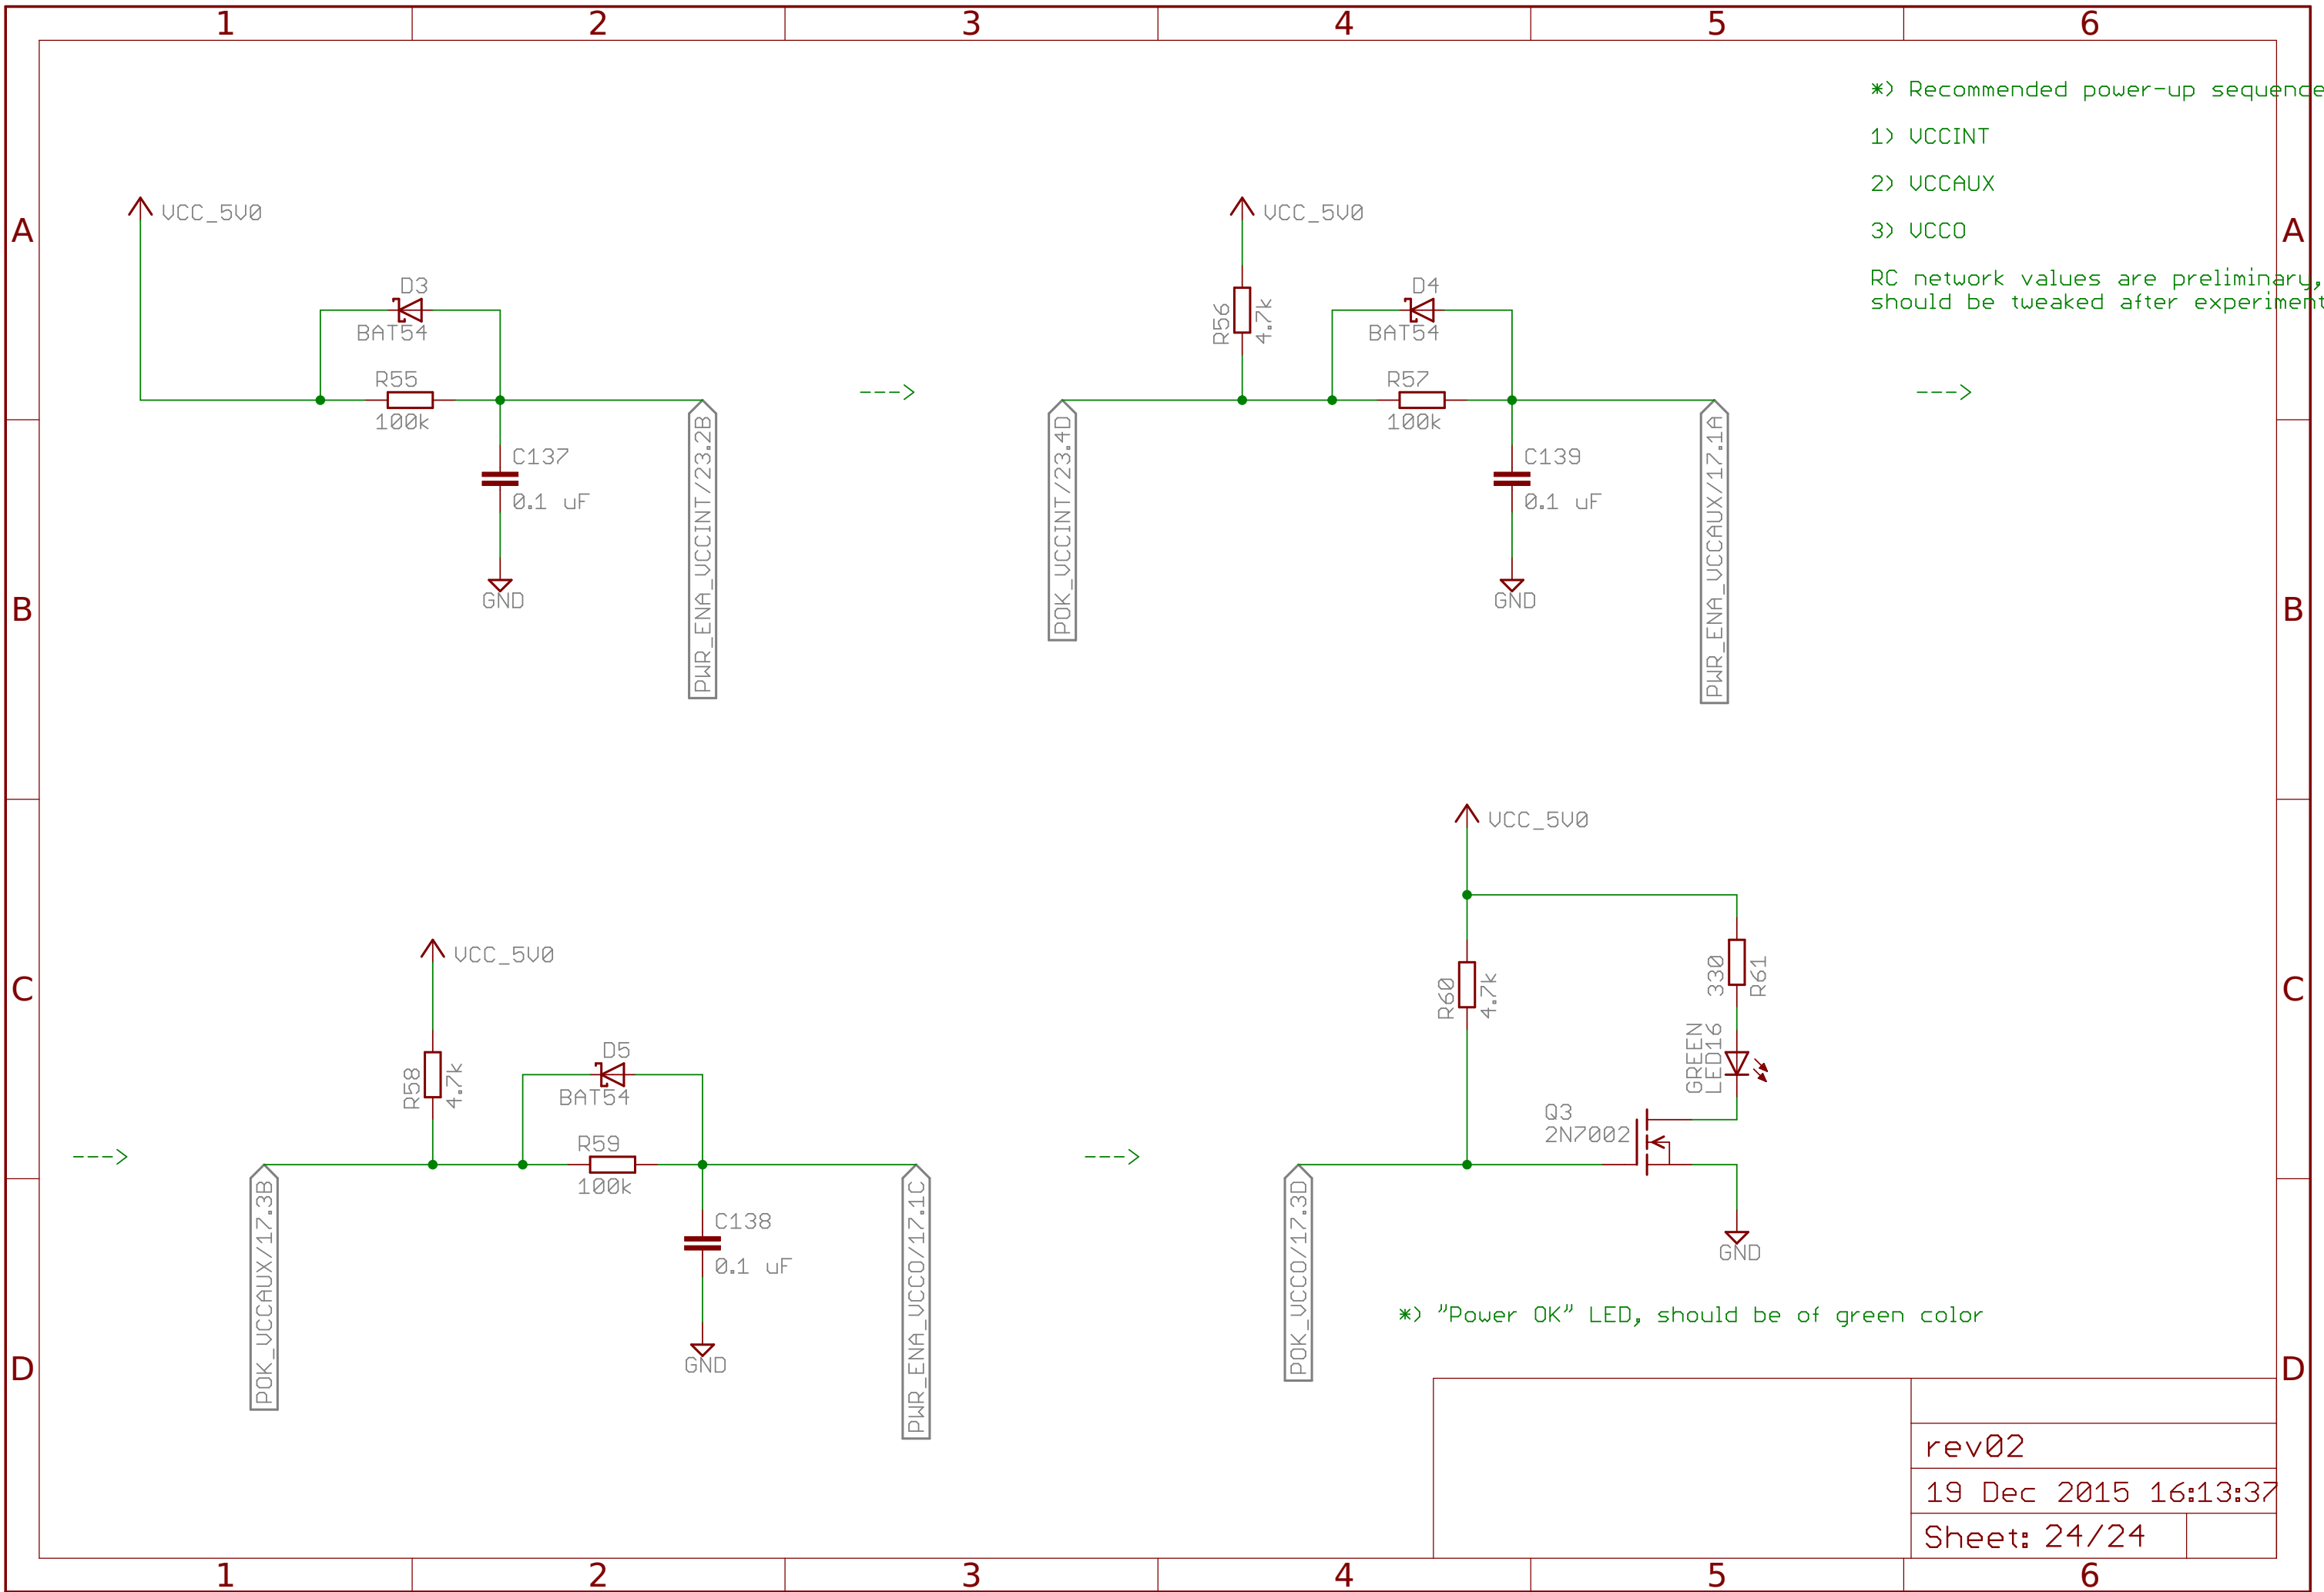 1 2 3 4 5 6
*) Recommended power-up sequence
1) VCCINT
2) VCCAUX
3) VCCO
RC network values are preliminary,
should be tweaked after experiment
A
A
VCC_5V0
D3
BAT54
R55
100k
C137
0.1 uF
GND
PWR_ENA_VCCINT/23.2B
--->
VCC_5V0
R56
4.7k
D4
BAT54
R57
100k
C139
0.1 uF
GND
POK_VCCINT/23.4D
PWR_ENA_VCCAUX/17.1A
--->
B
B
C
C
--->
VCC_5V0
R58
4.7k
D5
BAT54
R59
100k
C138
0.1 uF
GND
POK_VCCAUX/17.3B
PWR_ENA_VCCO/17.1C
--->
VCC_5V0
R60
4.7k
330
R61
GREEN
LED16
Q3
2N7002
GND
POK_VCCO/17.3D
*) "Power OK" LED, should be of green color
D
D
rev02
19 Dec 2015 16:13:37
Sheet: 24/24
1 2 3 4 5 6